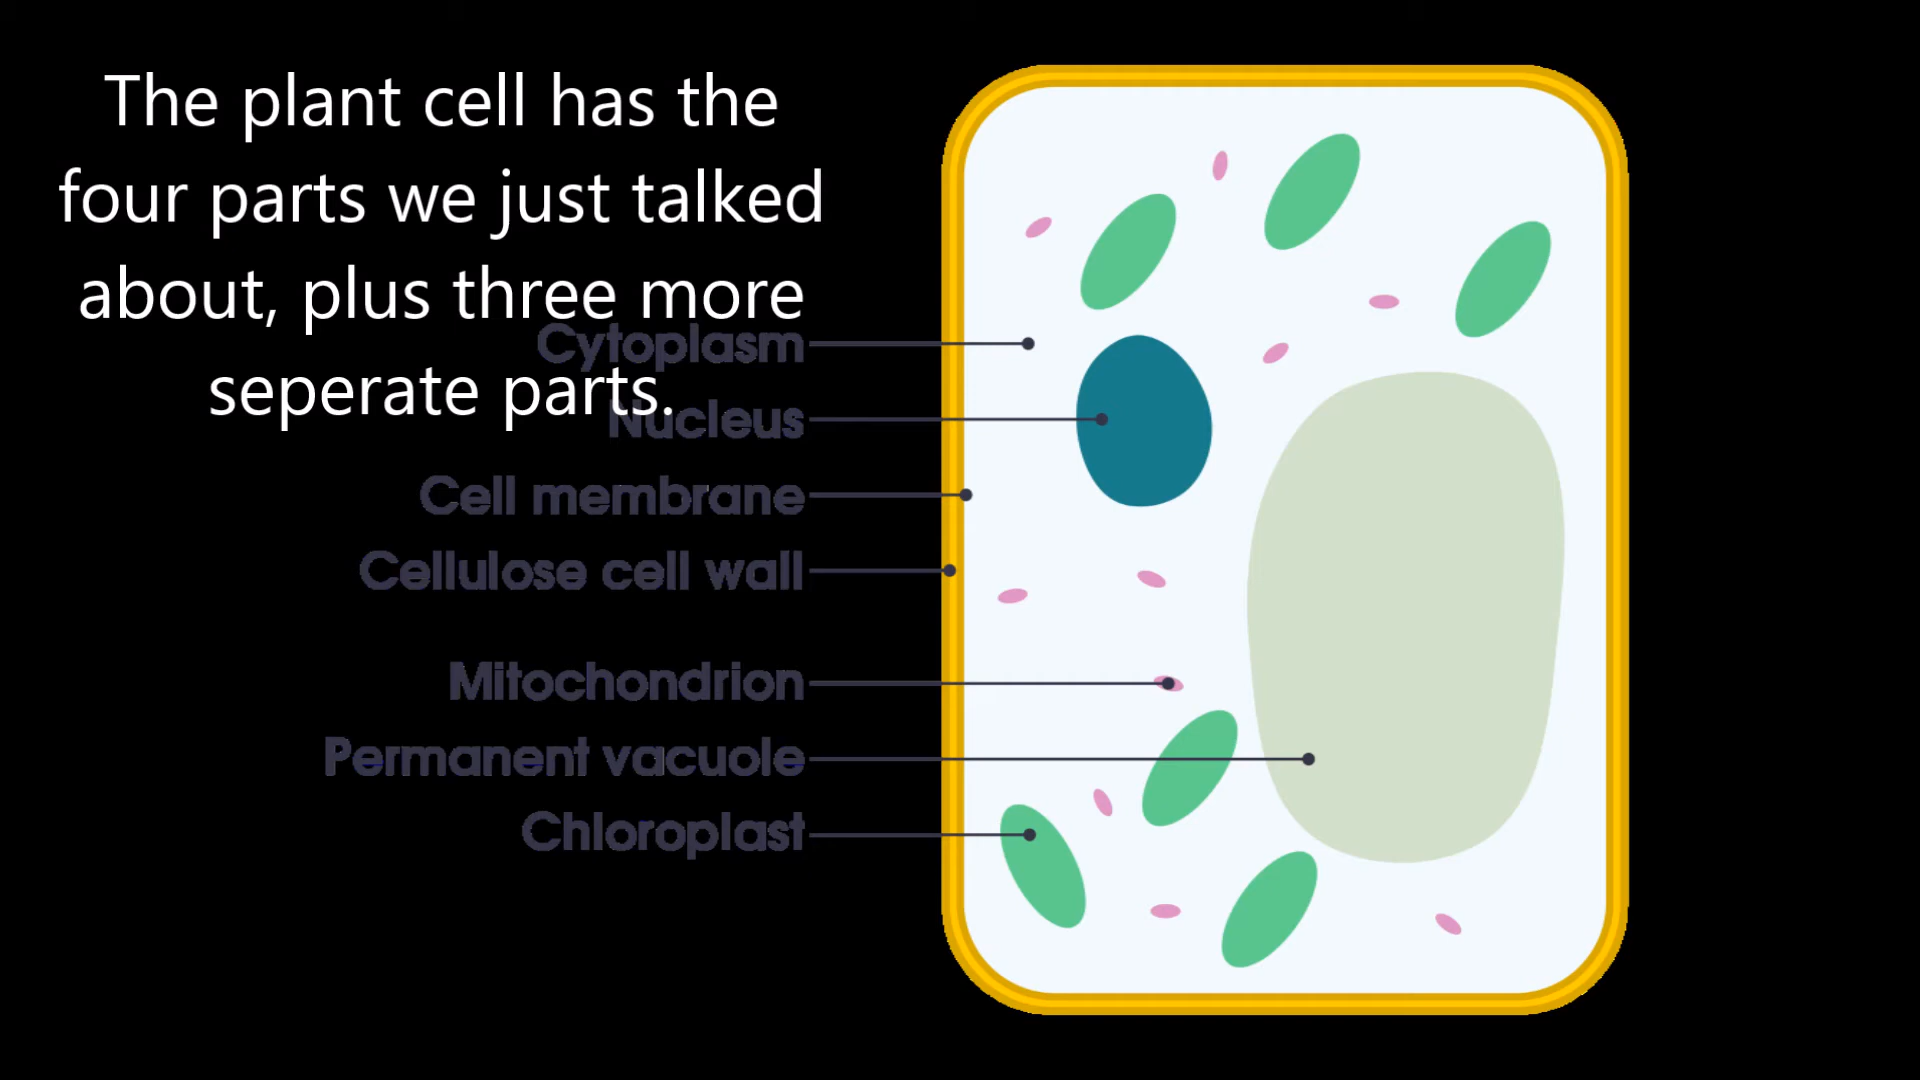 The plant cell has the
four parts we just talked
about, plus three more
seperate parts.
Cytoplasm
Nucleus
Cell membrane
Cellulose cell wall
Mitochondrion
Permanent vacuole
Chloroplast